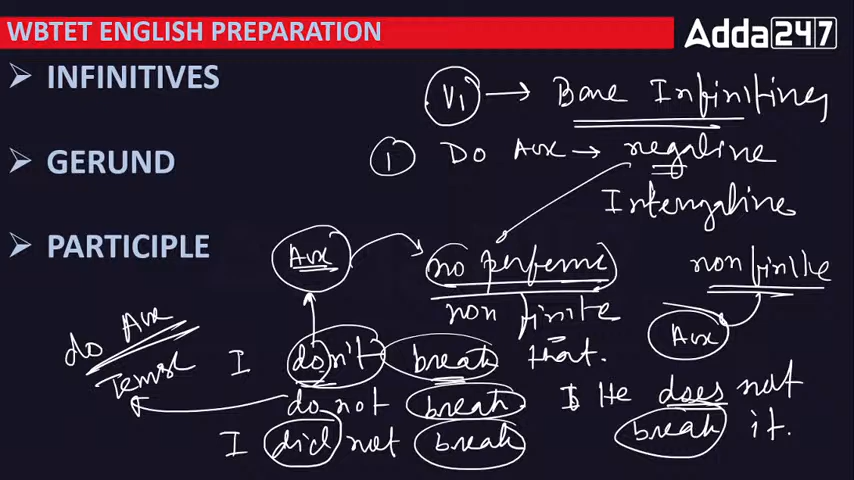 WBTET ENGLISH PREPARATION
Adda247
INFINITIVES
V1 → Bare Infinitives
GERUND
1 Do Aux → negative
Interrogative
PARTICIPLE
Aux
no perform
non finite
non finite
Aux
do Aux
Tense
I don't break that.
He does not
do not break
break it.
I did not break